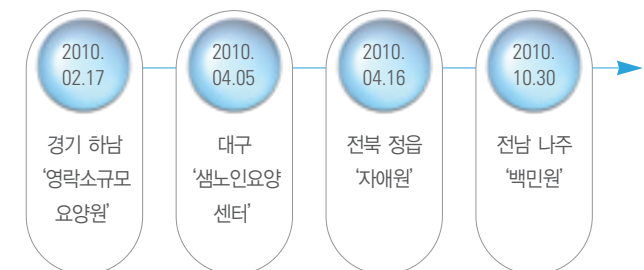 2010.
02.17
경기 하남
‘영락소규모
요양원’
2010.
04.05
대구
‘샘노인요양
센터’
2010.
04.16
전북 정읍
‘자애원’
2010.
10.30
전남 나주
‘백민원’